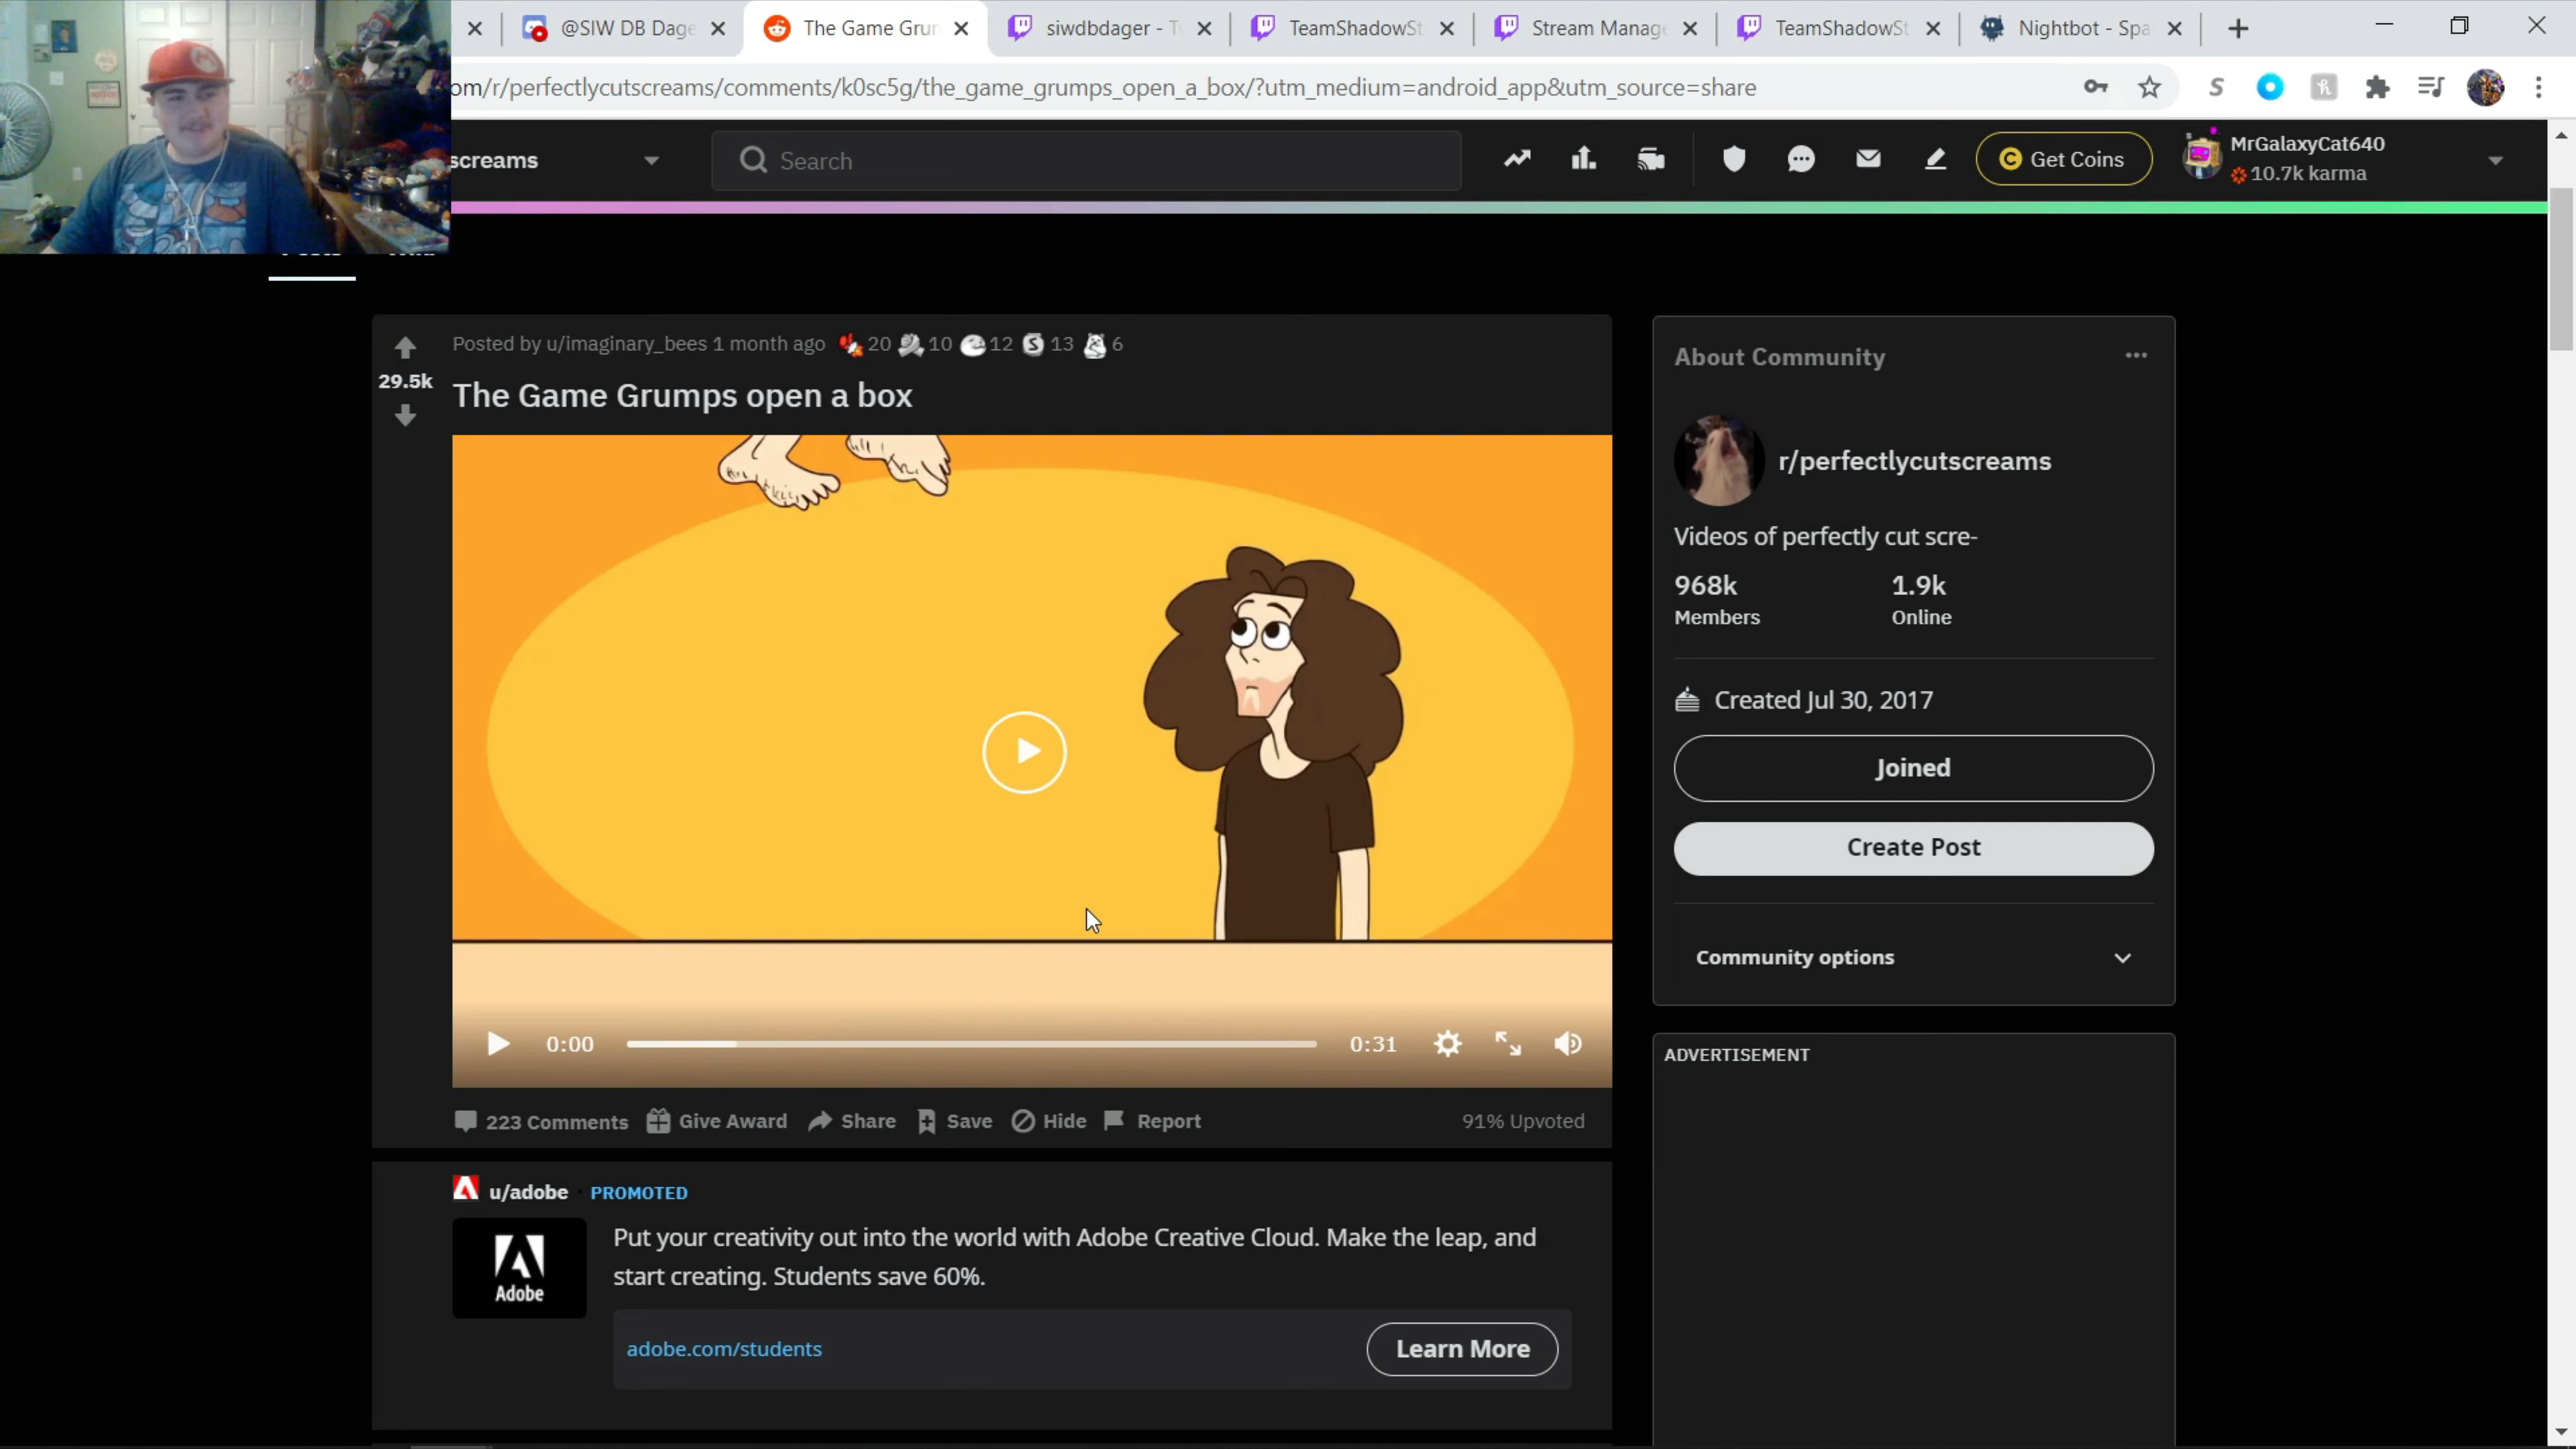 @SIW DB Dage
The Game Grun
siwdbdager - T
TeamShadowSt
Stream Manage
TeamShadowSt
Nightbot - Spa
om/r/perfectlycutscreams/comments/k0sc5g/the_game_grumps_open_a_box/?utm_medium=android_app&utm_source=share
screams
Search
Get Coins
MrGalaxyCat640
10.7k karma
Posted by u/imaginary_bees 1 month ago 20 10 12 13 6
29.5k
The Game Grumps open a box
0:00
0:31
223 Comments
Give Award
Share
Save
Hide
Report
91% Upvoted
u/adobe · PROMOTED
Adobe
Put your creativity out into the world with Adobe Creative Cloud. Make the leap, and
start creating. Students save 60%.
adobe.com/students
Learn More
About Community
r/perfectlycutscreams
Videos of perfectly cut scre-
968k
Members
1.9k
Online
Created Jul 30, 2017
Joined
Create Post
Community options
ADVERTISEMENT